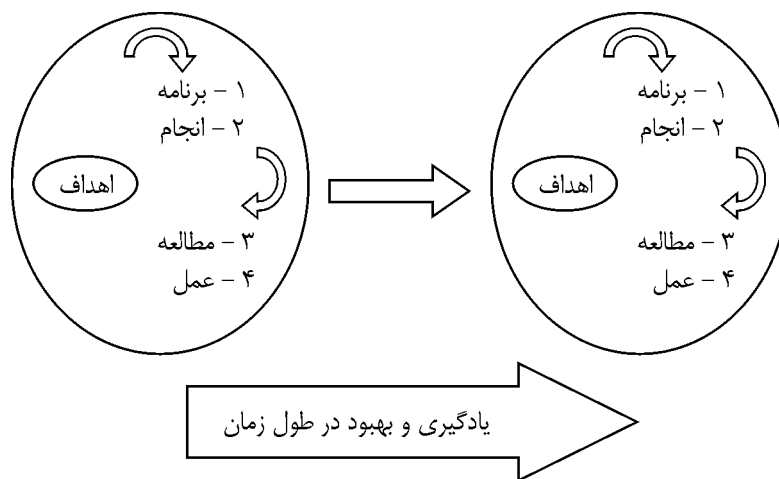 ۱ - برنامه
۲ - انجام
اهداف
۳ - مطالعه
۴ - عمل
۱ - برنامه
۲ - انجام
اهداف
۳ - مطالعه
۴ - عمل
یادگیری و بهبود در طول زمان